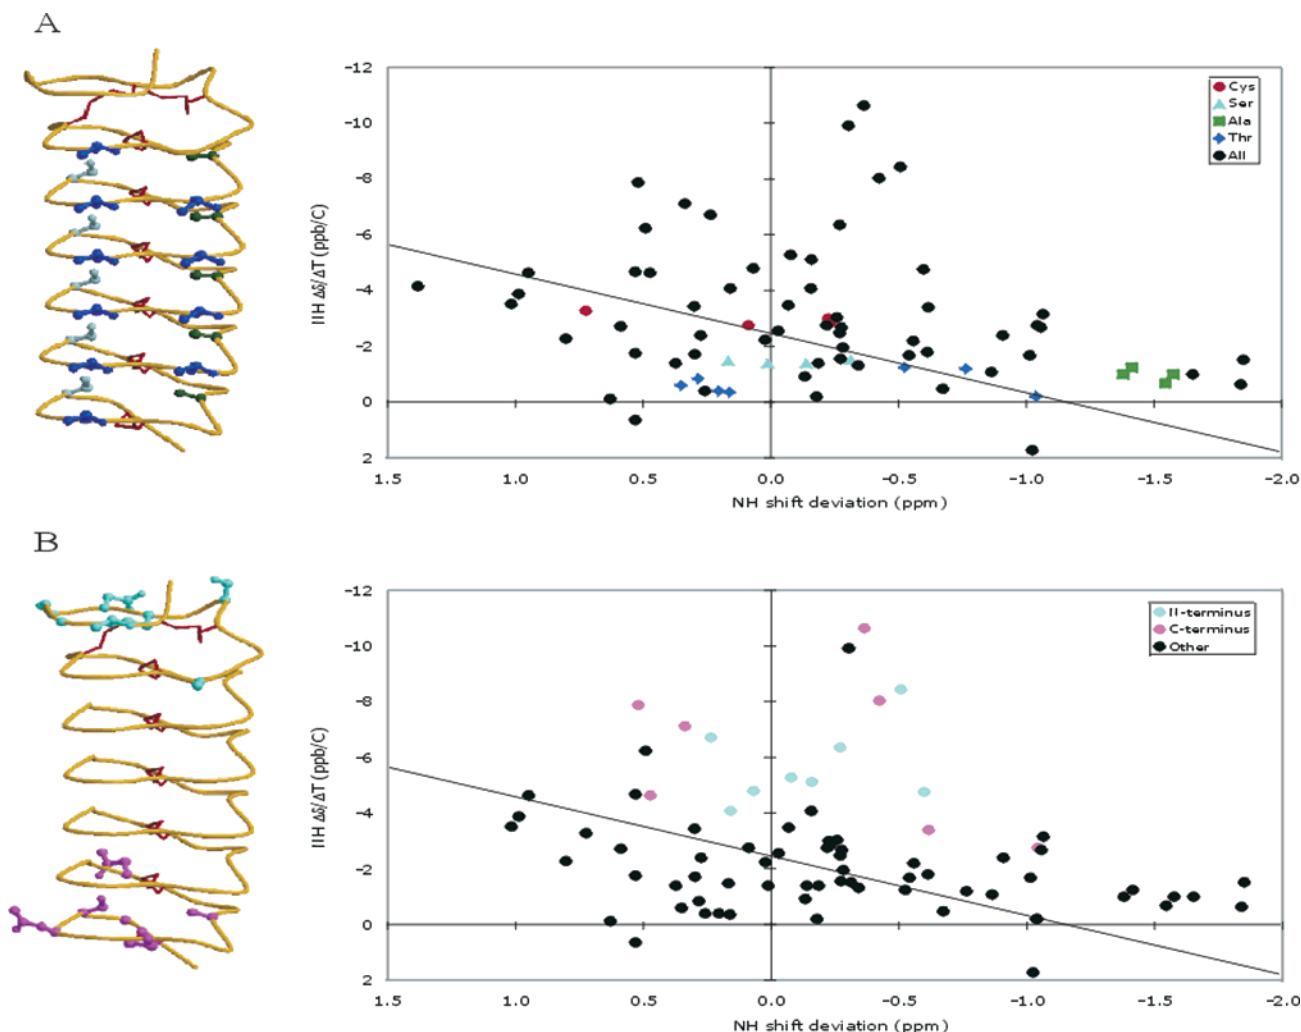 A
-12
-10
-8
-6
-4
-2
0
2
NH Δδ/ΔT (ppb/C)
Cys
Ser
Ala
Thr
All
1.5 1.0 0.5 0.0 -0.5 -1.0 -1.5 -2.0
NH shift deviation (ppm)
B
-12
-10
-8
-6
-4
-2
0
2
NH Δδ/ΔT (ppb/C)
N-terminus
C-terminus
Other
1.5 1.0 0.5 0.0 -0.5 -1.0 -1.5 -2.0
NH shift deviation (ppm)